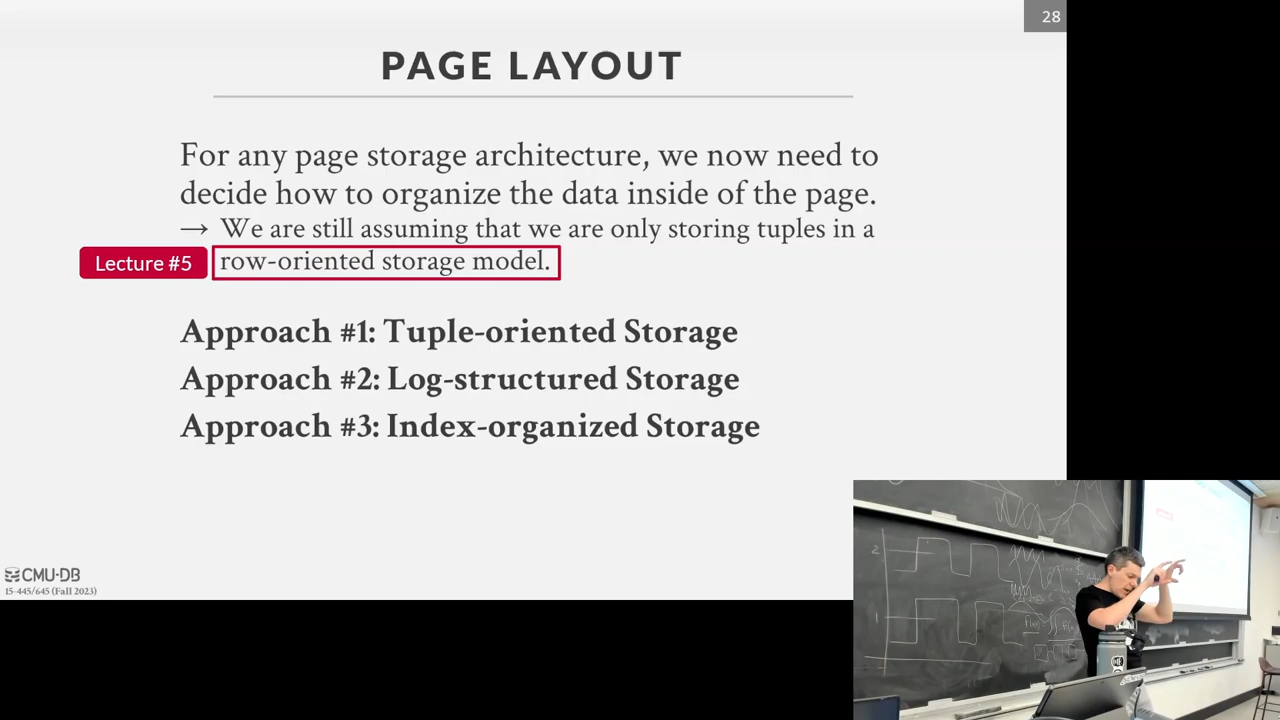 28
PAGE LAYOUT
For any page storage architecture, we now need to
decide how to organize the data inside of the page.
→ We are still assuming that we are only storing tuples in a
Lecture #5 row-oriented storage model.
Approach #1: Tuple-oriented Storage
Approach #2: Log-structured Storage
Approach #3: Index-organized Storage
CMU·DB
15-445/645 (Fall 2023)
2
1